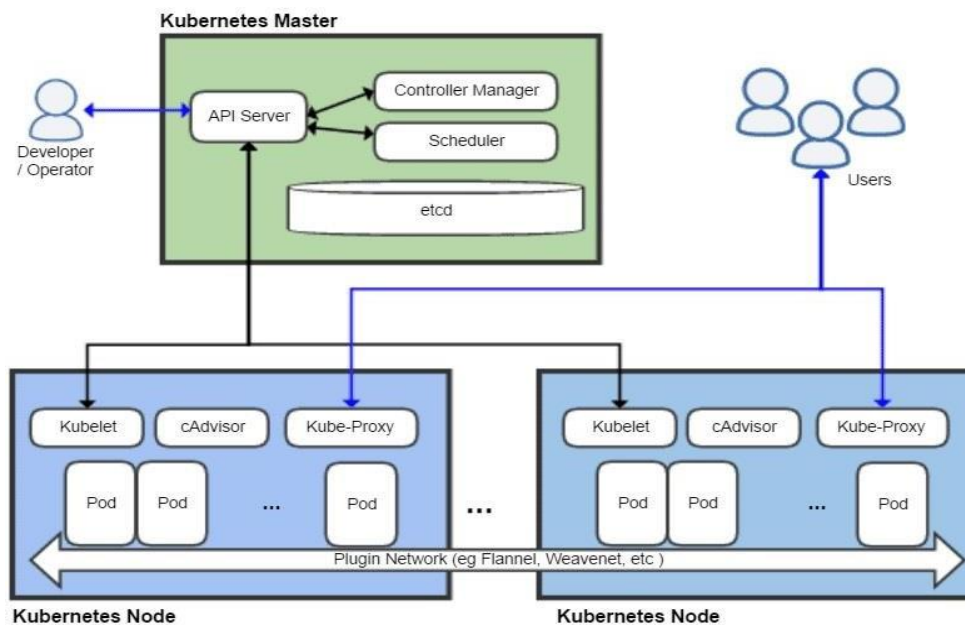 Kubernetes Master
API Server
Controller Manager
Scheduler
etcd
Developer
/ Operator
Users
Kubelet
cAdvisor
Kube-Proxy
Pod
Pod
...
Pod
...
Kubelet
cAdvisor
Kube-Proxy
Pod
Pod
...
Pod
Plugin Network (eg Flannel, Weavenet, etc )
Kubernetes Node
Kubernetes Node